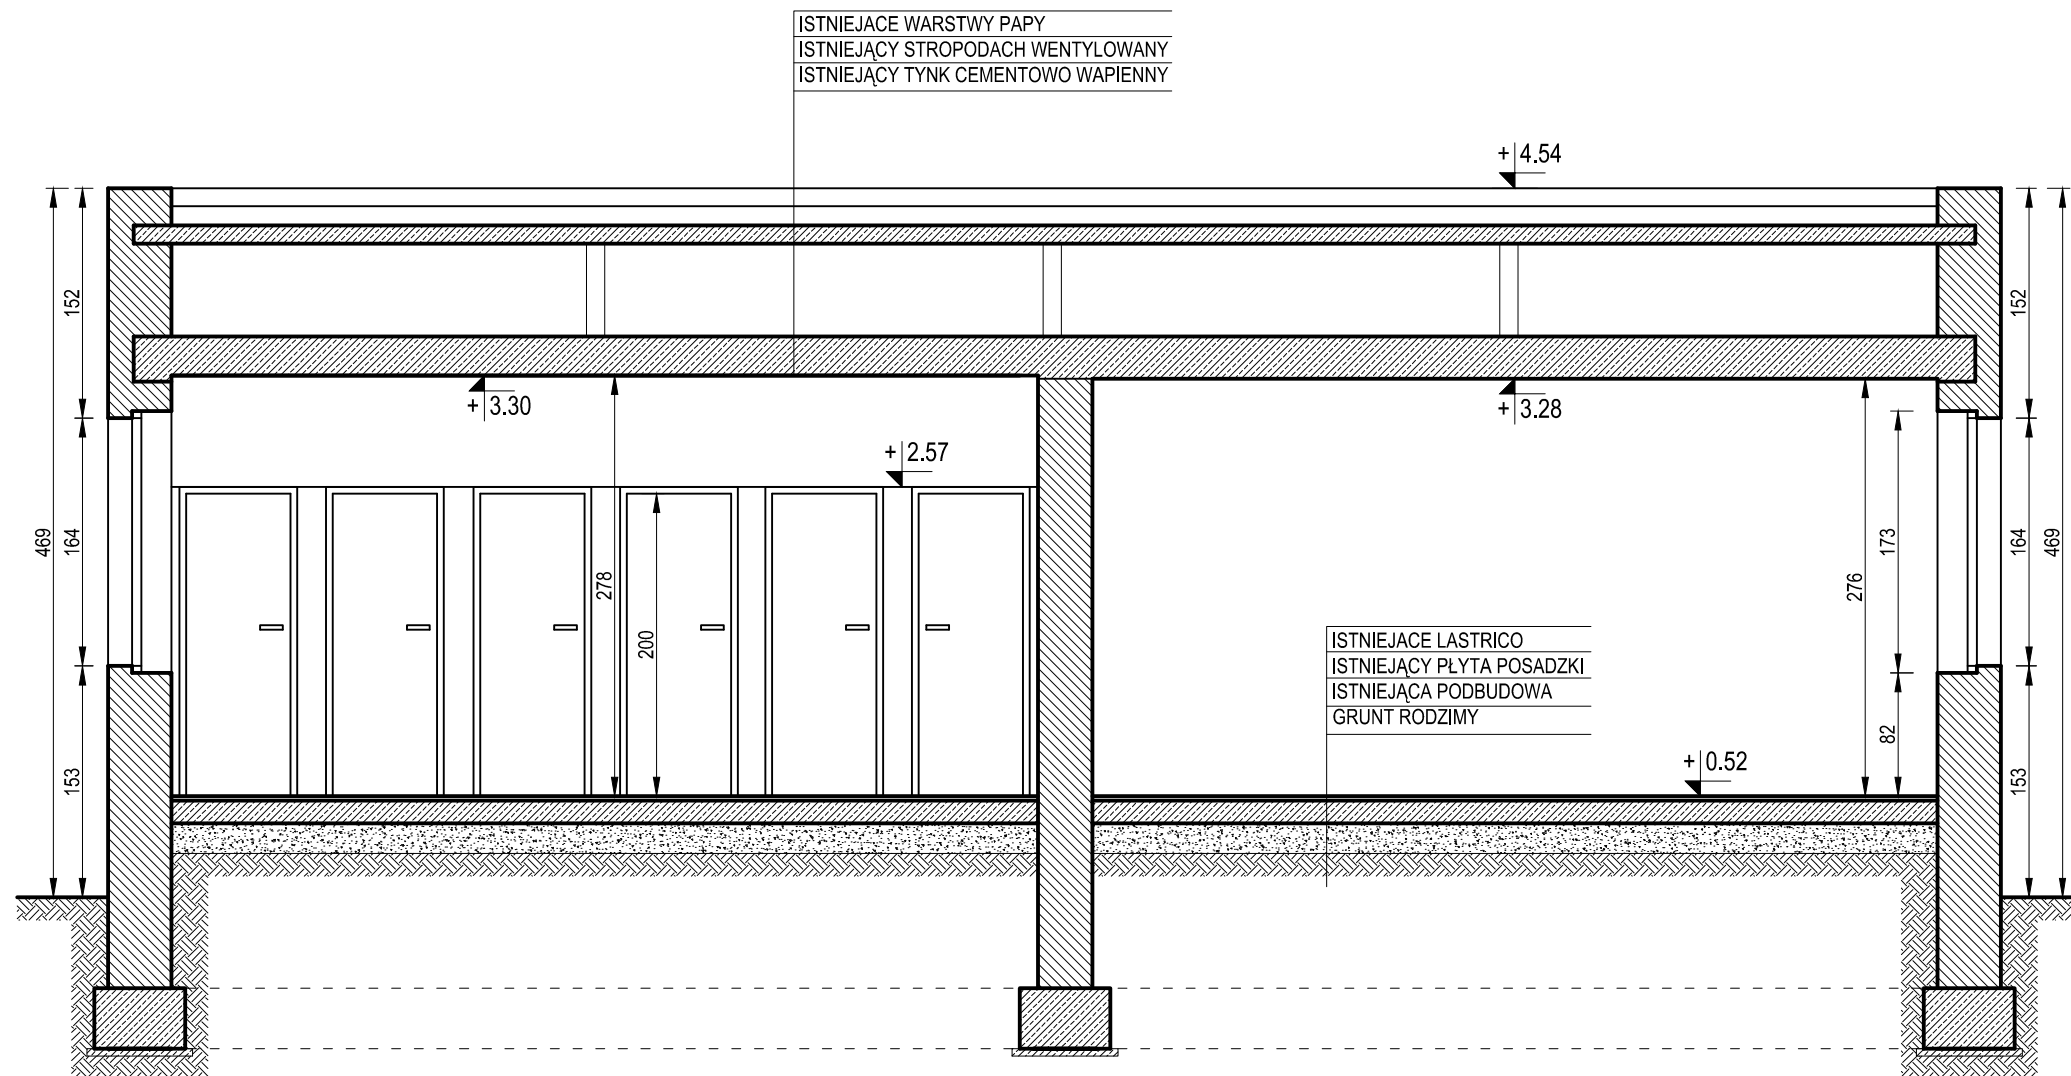 ISTNIEJACE WARSTWY PAPY
ISTNIEJĄCY STROPODACH WENTYLOWANY
ISTNIEJĄCY TYNK CEMENTOWO WAPIENNY
+ 4.54
152
152
+ 3.30
+ 3.28
+ 2.57
469
164
278
200
276
173
164
469
ISTNIEJACE LASTRICO
ISTNIEJĄCY PŁYTA POSADZKI
ISTNIEJĄCA PODBUDOWA
GRUNT RODZIMY
82
+ 0.52
153
153